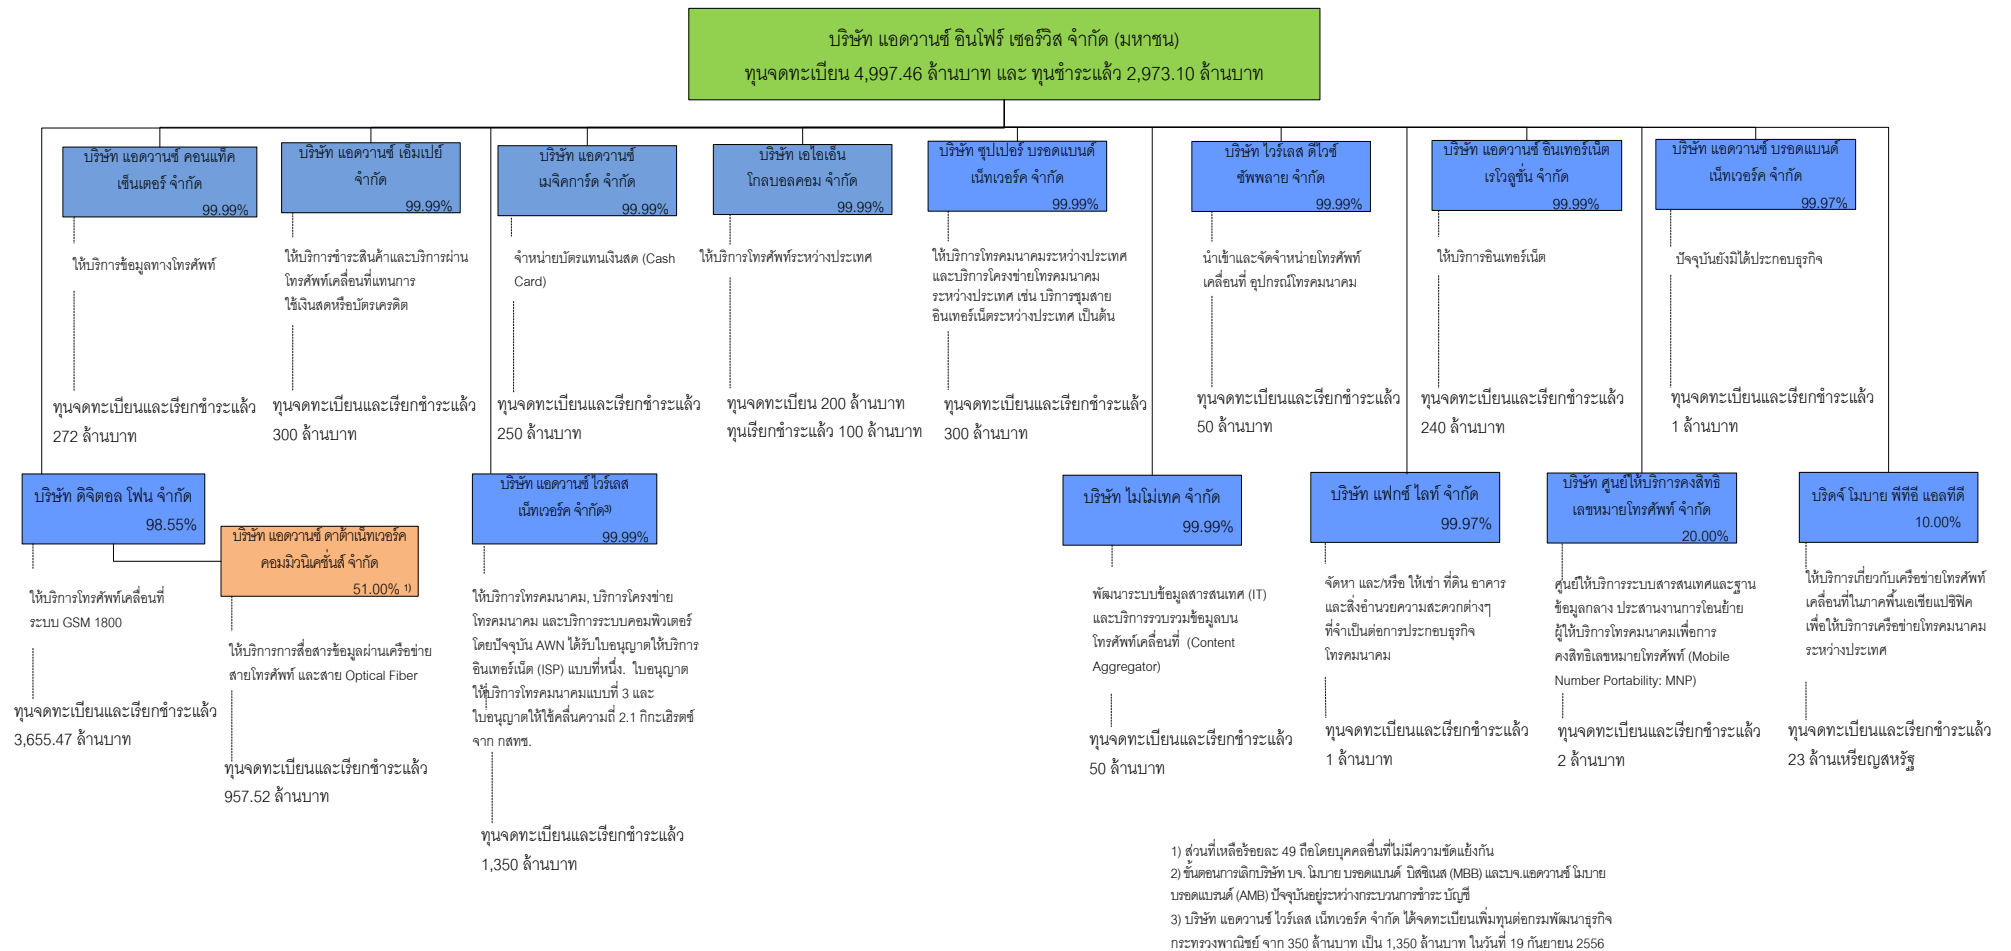 บริษัท แอดวานซ์ อินโฟร์ เซอร์วิส จำกัด (มหาชน)
ทุนจดทะเบียน 4,997.46 ล้านบาท และ ทุนชำระแล้ว 2,973.10 ล้านบาท
บริษัท แอดวานซ์ คอนแท็ค
เซ็นเตอร์ จำกัด
99.99%
ให้บริการข้อมูลทางโทรศัพท์
ทุนจดทะเบียนและเรียกชำระแล้ว
272 ล้านบาท
บริษัท แอดวานซ์ เอ็มเปย์
จำกัด
99.99%
ให้บริการชำระสินค้าและบริการผ่าน
โทรศัพท์เคลื่อนที่แทนการ
ใช้เงินสดหรือบัตรเครดิต
ทุนจดทะเบียนและเรียกชำระแล้ว
300 ล้านบาท
บริษัท แอดวานซ์
เมจิคการ์ด จำกัด
99.99%
จำหน่ายบัตรแทนเงินสด (Cash
Card)
ทุนจดทะเบียนและเรียกชำระแล้ว
250 ล้านบาท
บริษัท เอไอเอ็น
โกลบอลคอม จำกัด
99.99%
ให้บริการโทรศัพท์ระหว่างประเทศ
ทุนจดทะเบียน 200 ล้านบาท
ทุนเรียกชำระแล้ว 100 ล้านบาท
บริษัท ซุปเปอร์ บรอดแบนด์
เน็ทเวอร์ค จำกัด
99.99%
ให้บริการโทรคมนาคมระหว่างประเทศ
และบริการโครงข่ายโทรคมนาคม
ระหว่างประเทศ เช่น บริการชุมสาย
อินเทอร์เน็ตระหว่างประเทศ เป็นต้น
ทุนจดทะเบียนและเรียกชำระแล้ว
300 ล้านบาท
บริษัท ไวร์เลส ดีไวซ์
ซัพพลาย จำกัด
99.99%
นำเข้าและจัดจำหน่ายโทรศัพท์
เคลื่อนที่ อุปกรณ์โทรคมนาคม
ทุนจดทะเบียนและเรียกชำระแล้ว
50 ล้านบาท
บริษัท แอดวานซ์ อินเทอร์เน็ต
เรโวลูชั่น จำกัด
99.99%
ให้บริการอินเทอร์เน็ต
ทุนจดทะเบียนและเรียกชำระแล้ว
240 ล้านบาท
บริษัท แอดวานซ์ บรอดแบนด์
เน็ทเวอร์ค จำกัด
99.97%
ปัจจุบันยังมิได้ประกอบธุรกิจ
ทุนจดทะเบียนและเรียกชำระแล้ว
1 ล้านบาท
บริษัท ดิจิตอล โฟน จำกัด
98.55%
ให้บริการโทรศัพท์เคลื่อนที่
ระบบ GSM 1800
ทุนจดทะเบียนและเรียกชำระแล้ว
3,655.47 ล้านบาท
บริษัท แอดวานซ์ ดาต้าเน็ทเวอร์ค
คอมมิวนิเคชั่นส์ จำกัด
51.00% 1)
ให้บริการการสื่อสารข้อมูลผ่านเครือข่าย
สายโทรศัพท์ และสาย Optical Fiber
ทุนจดทะเบียนและเรียกชำระแล้ว
957.52 ล้านบาท
บริษัท แอดวานซ์ ไวร์เลส
เน็ทเวอร์ค จำกัด3)
99.99%
ให้บริการโทรคมนาคม, บริการโครงข่าย
โทรคมนาคม และบริการระบบคอมพิวเตอร์
โดยปัจจุบัน AWN ได้รับใบอนุญาตให้บริการ
อินเทอร์เน็ต (ISP) แบบที่หนึ่ง. ใบอนุญาต
ให้บริการโทรคมนาคมแบบที่ 3 และ
ใบอนุญาตให้ใช้คลื่นความถี่ 2.1 กิกะเฮิรตซ์
จาก กสทช.
ทุนจดทะเบียนและเรียกชำระแล้ว
1,350 ล้านบาท
บริษัท ไมโม่เทค จำกัด
99.99%
พัฒนาระบบข้อมูลสารสนเทศ (IT)
และบริการรวบรวมข้อมูลบน
โทรศัพท์เคลื่อนที่ (Content
Aggregator)
ทุนจดทะเบียนและเรียกชำระแล้ว
50 ล้านบาท
บริษัท แฟกซ์ ไลท์ จำกัด
99.97%
จัดหา และ/หรือ ให้เช่า ที่ดิน อาคาร
และสิ่งอำนวยความสะดวกต่างๆ
ที่จำเป็นต่อการประกอบธุรกิจ
โทรคมนาคม
ทุนจดทะเบียนและเรียกชำระแล้ว
1 ล้านบาท
บริษัท ศูนย์ให้บริการคงสิทธิ
เลขหมายโทรศัพท์ จำกัด
20.00%
ศูนย์ให้บริการระบบสารสนเทศและฐาน
ข้อมูลกลาง ประสานงานการโอนย้าย
ผู้ให้บริการโทรคมนาคมเพื่อการ
คงสิทธิเลขหมายโทรศัพท์ (Mobile
Number Portability: MNP)
ทุนจดทะเบียนและเรียกชำระแล้ว
2 ล้านบาท
บริดจ์ โมบาย พีทีอี แอลทีดี
10.00%
ให้บริการเกี่ยวกับเครือข่ายโทรศัพท์
เคลื่อนที่ในภาคพื้นเอเชียแปซิฟิค
เพื่อให้บริการเครือข่ายโทรคมนาคม
ระหว่างประเทศ
ทุนจดทะเบียนและเรียกชำระแล้ว
23 ล้านเหรียญสหรัฐ
1) ส่วนที่เหลือร้อยละ 49 ถือโดยบุคคลอื่นที่ไม่มีความขัดแย้งกัน
2) ขั้นตอนการเลิกบริษัท บจ. โมบาย บรอดแบนด์ บิสซิเนส (MBB) และบจ.แอดวานซ์ โมบาย
บรอดแบรนด์ (AMB) ปัจจุบันอยู่ระหว่างกระบวนการชำระ บัญชี
3) บริษัท แอดวานซ์ ไวร์เลส เน็ทเวอร์ค จำกัด ได้จดทะเบียนเพิ่มทุนต่อกรมพัฒนาธุรกิจ
กระทรวงพาณิชย์ จาก 350 ล้านบาท เป็น 1,350 ล้านบาท ในวันที่ 19 กันยายน 2556